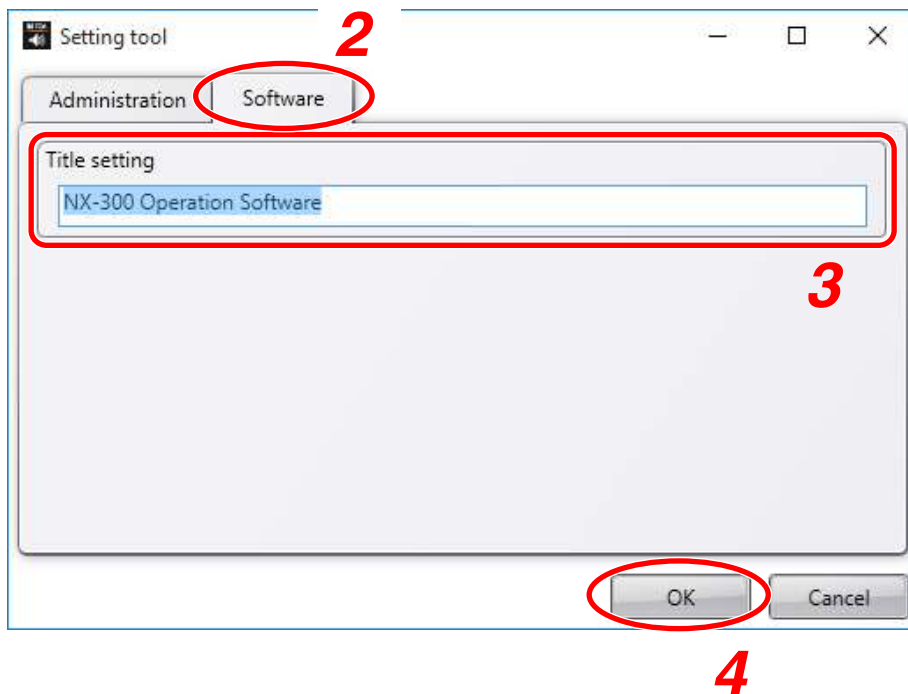 Setting tool
2
Administration Software
Title setting
NX-300 Operation Software
3
OK Cancel
4